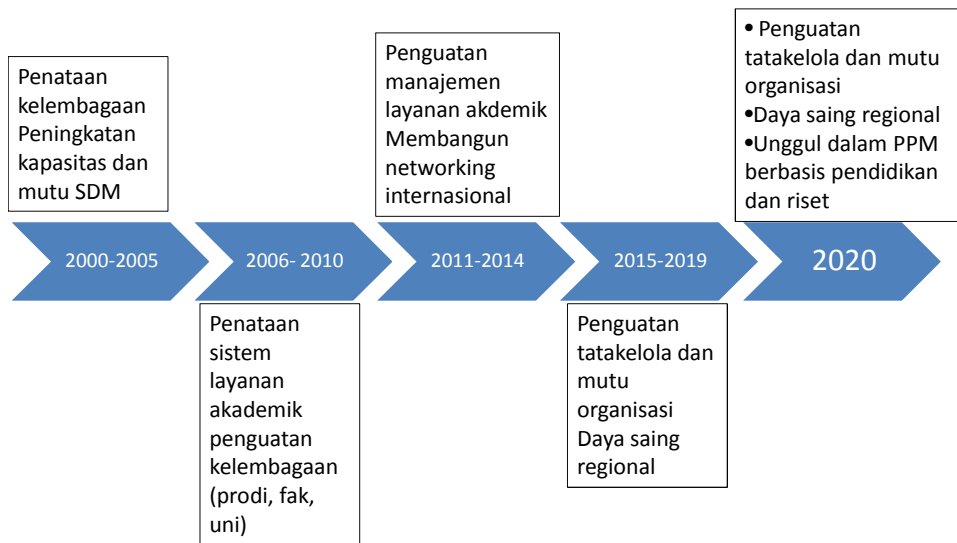 Penataan
kelembagaan
Peningkatan
kapasitas dan
mutu SDM
Penguatan
manajemen
layanan akdemik
Membangun
networking
internasional
• Penguatan
tatakelola dan mutu
organisasi
•Daya saing regional
•Unggul dalam PPM
berbasis pendidikan
dan riset
2000-2005
2006- 2010
2011-2014
2015-2019
2020
Penataan
sistem
layanan
akademik
penguatan
kelembagaan
(prodi, fak,
uni)
Penguatan
tatakelola dan
mutu
organisasi
Daya saing
regional